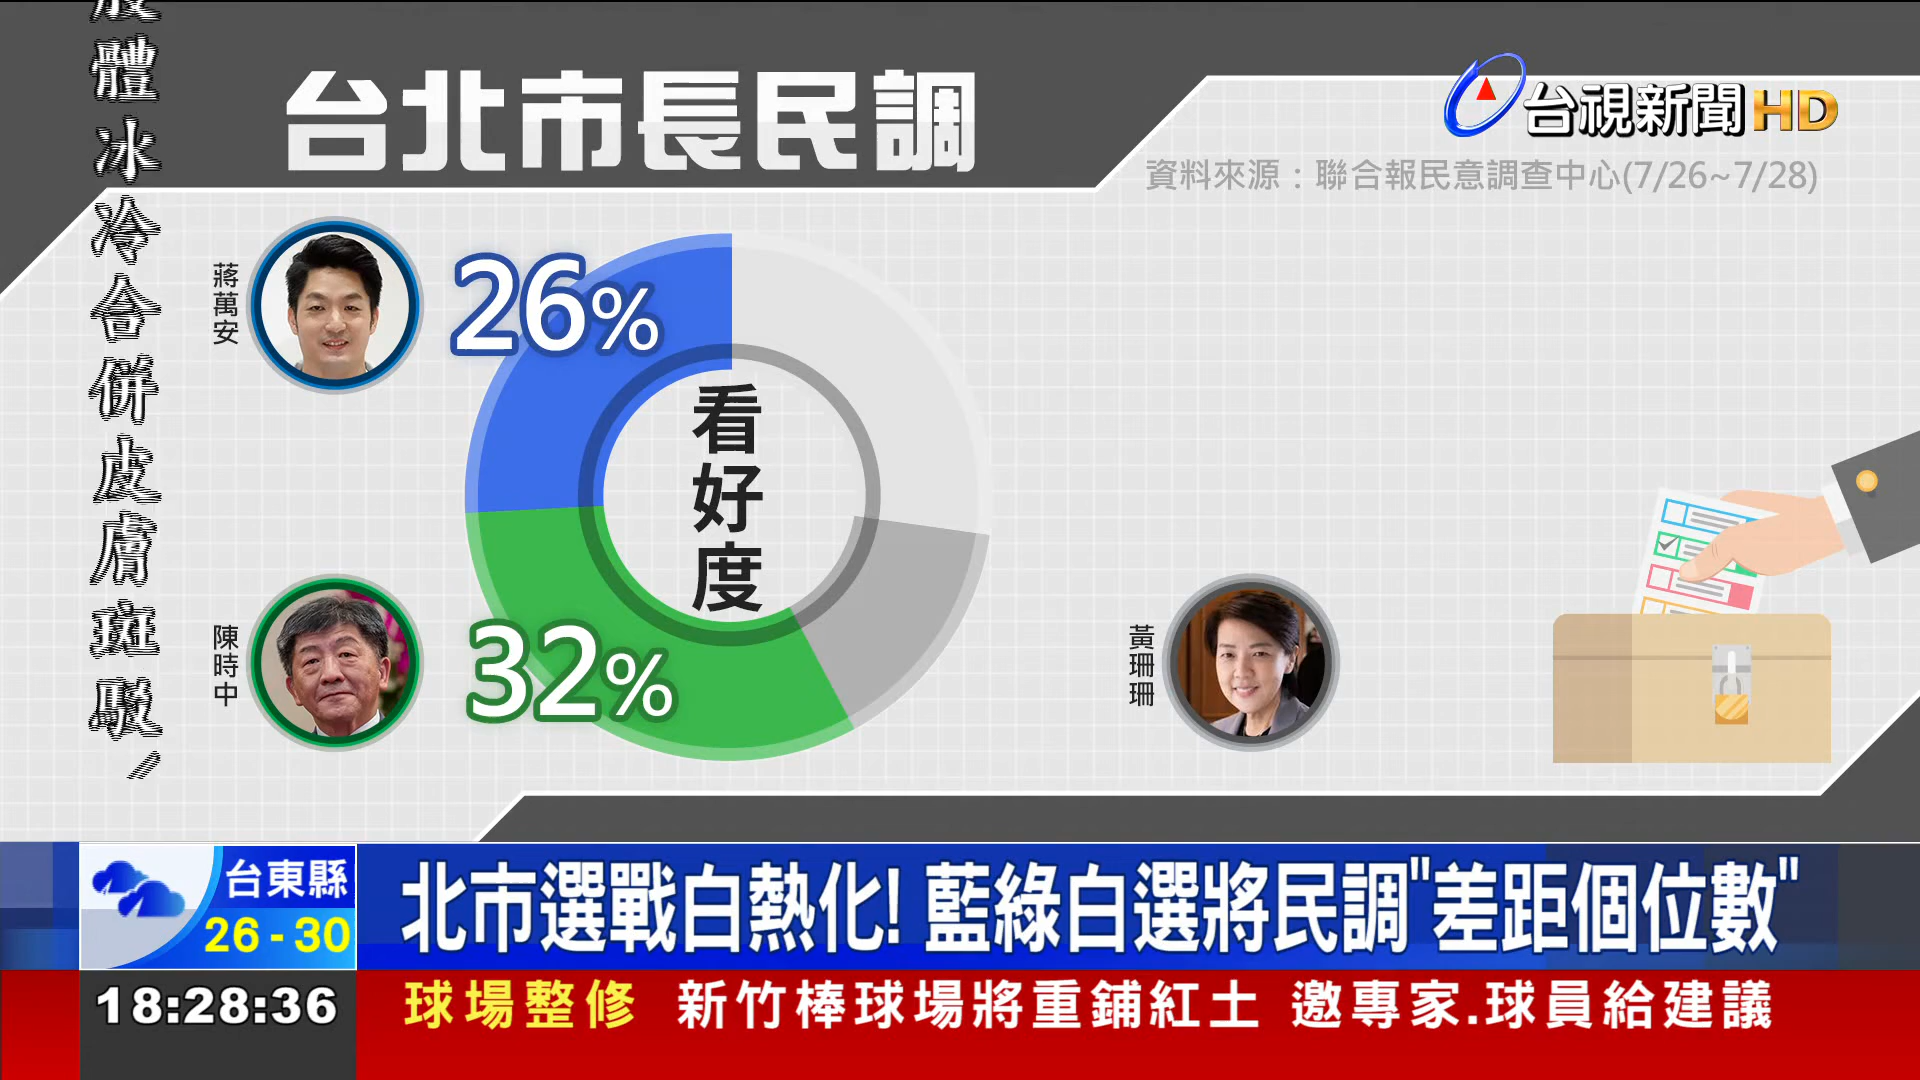 肢體冰冷合併皮膚斑駁/
台北市長民調
台視新聞HD
資料來源：聯合報民意調查中心(7/26~7/28)
蔣萬安
26%
看好度
陳時中
32%
黃珊珊
台東縣
26-30
北市選戰白熱化! 藍綠白選將民調"差距個位數"
18:28:36
球場整修 新竹棒球場將重鋪紅土 邀專家.球員給建議